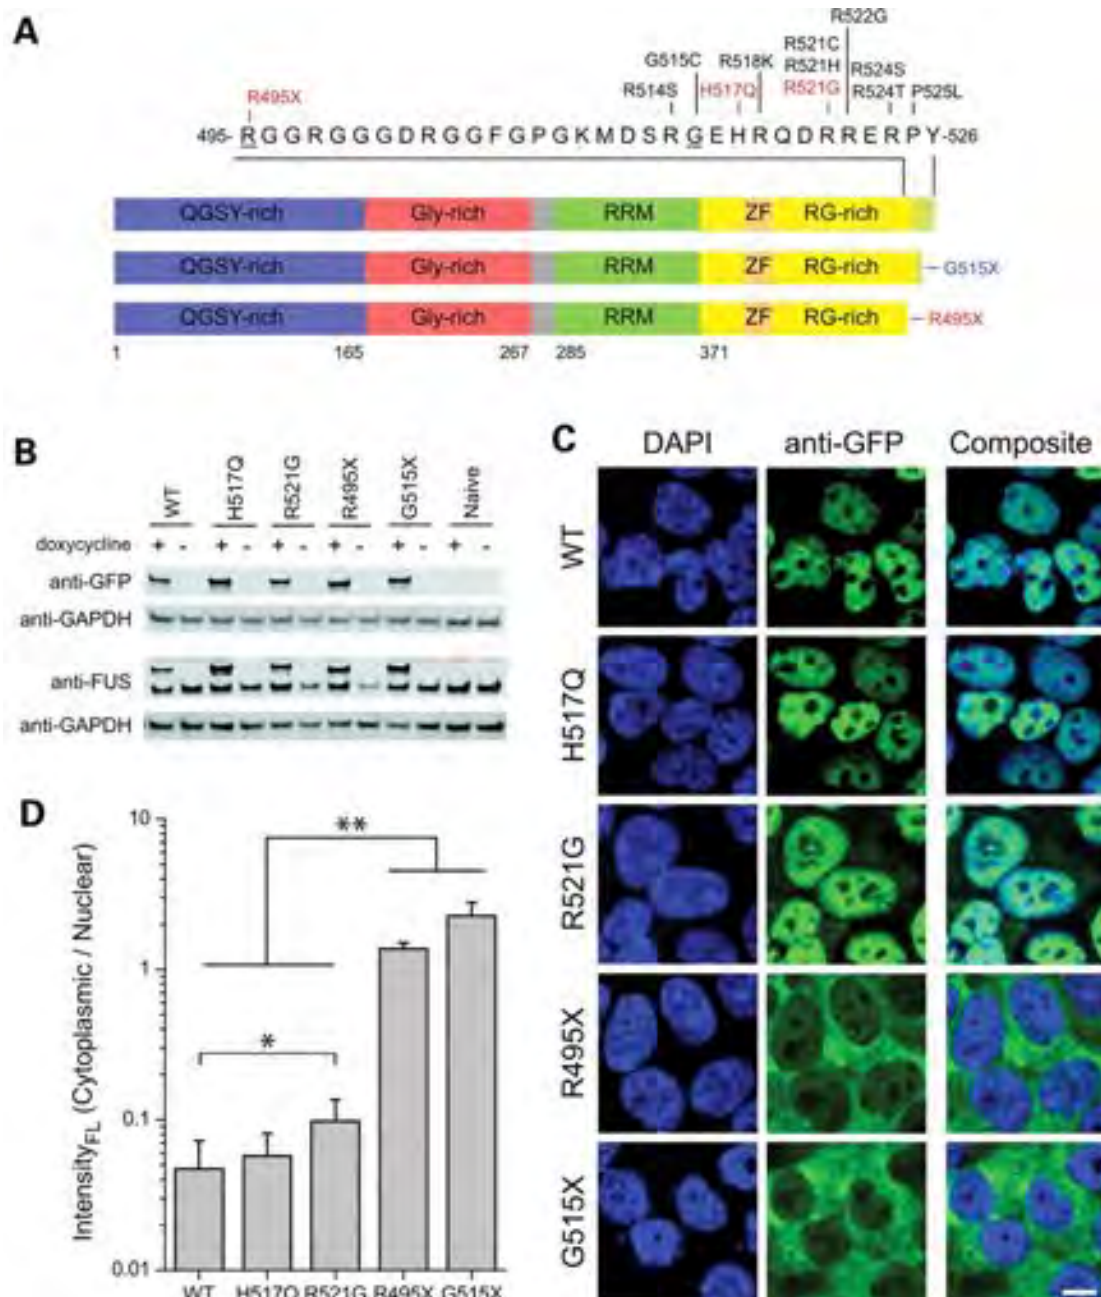 A
R522G
R521C
G515C R518K R521H R524S
R495X R514S H517Q R521G R524T P525L
495- R G G R G G G D R G G F G P G K M D S R G E H R Q D R R E R P Y -526
QGSY-rich Gly-rich RRM ZF RG-rich
QGSY-rich Gly-rich RRM ZF RG-rich G515X
QGSY-rich Gly-rich RRM ZF RG-rich R495X
1 165 267 285 371
B
WT H517Q R521G R495X G515X Naive
doxycycline + - + - + - + - + - + -
anti-GFP
anti-GAPDH
anti-FUS
anti-GAPDH
C
DAPI anti-GFP Composite
WT
H517Q
R521G
R495X
G515X
D
Intensity FL (Cytoplasmic / Nuclear)
10
1
0.1
0.01
**
*
WT H517Q R521G R495X G515X